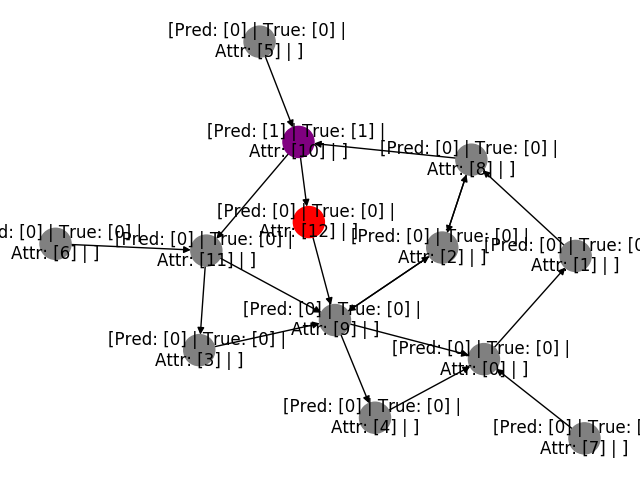 [Pred: [0] | True: [0] |
Attr: [5] | ]
[Pred: [1] | True: [1] |
Attr: [10] | ]
[Pred: [0] | True: [0] |
Attr: [8] | ]
[Pred: [0] | True: [0] |
Attr: [12] | ]
d: [0] | True: [0] |
Attr: [6] | ]
[Pred: [0] | True: [0] |
Attr: [11] | ]
[Pred: [0] | True: [0] |
Attr: [2] | ]
[Pred: [0] | True: [0
Attr: [1] | ]
[Pred: [0] | True: [0] |
Attr: [9] | ]
[Pred: [0] | True: [0] |
Attr: [3] | ]
[Pred: [0] | True: [0] |
Attr: [0] | ]
[Pred: [0] | True: [0] |
Attr: [4] | ]
[Pred: [0] | True: [
Attr: [7] | ]